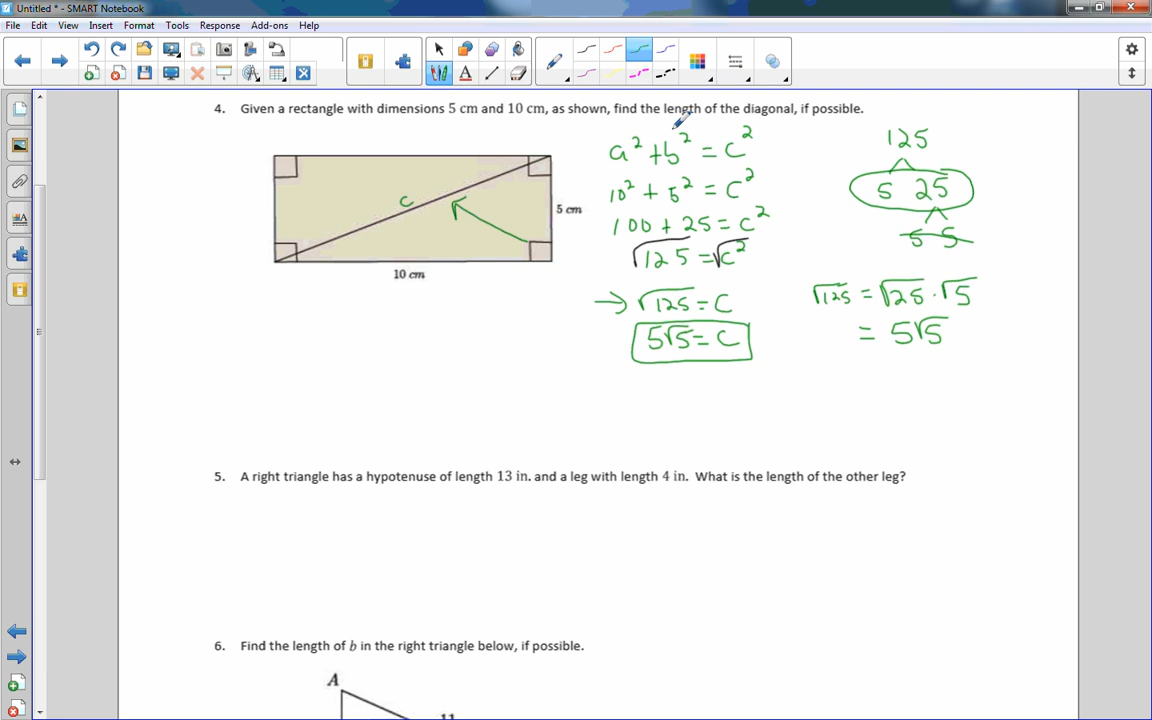 Untitled * - SMART Notebook
File Edit View Insert Format Tools Response Add-ons Help
4. Given a rectangle with dimensions 5 cm and 10 cm, as shown, find the length of the diagonal, if possible.
c
5 cm
10 cm
a² + b² = c²
10² + 5² = c²
100 + 25 = c²
√125 = √c²
→ √125 = c
5√5 = c
125
5 25
5 5
√125 = √25 · √5
= 5√5
5. A right triangle has a hypotenuse of length 13 in. and a leg with length 4 in. What is the length of the other leg?
6. Find the length of b in the right triangle below, if possible.
A
11